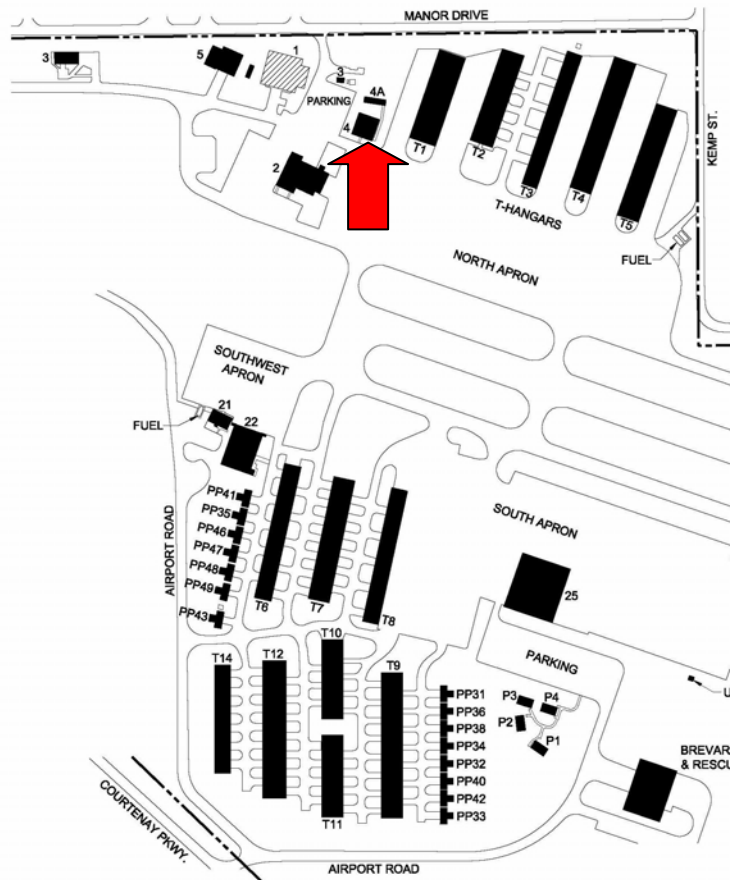 MANOR DRIVE
3
5
1
3
PARKING
4A
4
2
T1
T2
T3
T4
T5
T-HANGARS
KEMP ST.
FUEL
NORTH APRON
SOUTHWEST
APRON
21
22
FUEL
PP41
PP35
PP46
PP47
PP48
PP49
PP43
AIRPORT ROAD
T6
T7
T8
SOUTH APRON
25
PARKING
T14
T12
T10
T9
T11
PP31
PP36
PP38
PP34
PP32
PP40
PP42
PP33
P3
P4
P2
P1
U
BREVAR
& RESCU
COURTENAY PKWY.
AIRPORT ROAD